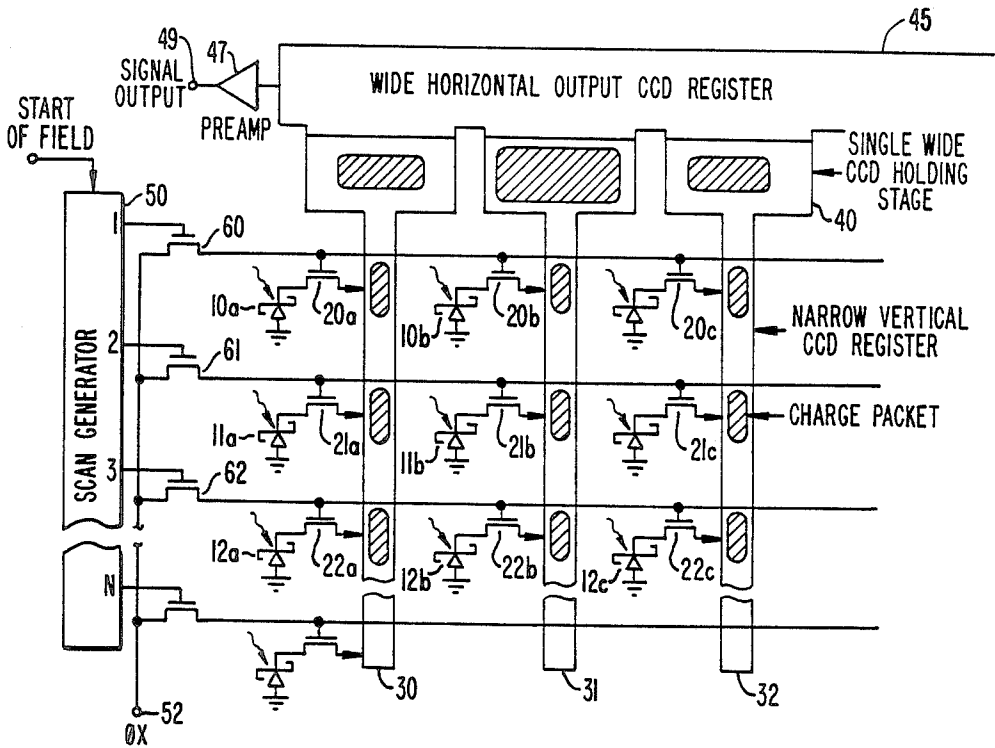 45
49
47
SIGNAL
OUTPUT
WIDE HORIZONTAL OUTPUT CCD REGISTER
PREAMP
START
OF FIELD
SINGLE WIDE
CCD HOLDING
STAGE
50
40
1
60
10a
20a
10b
20b
20c
NARROW VERTICAL
CCD REGISTER
2
61
SCAN GENERATOR
11a
21a
11b
21b
21c
CHARGE PACKET
3
62
12a
22a
12b
22b
12c
22c
N
30
31
32
52
ØX